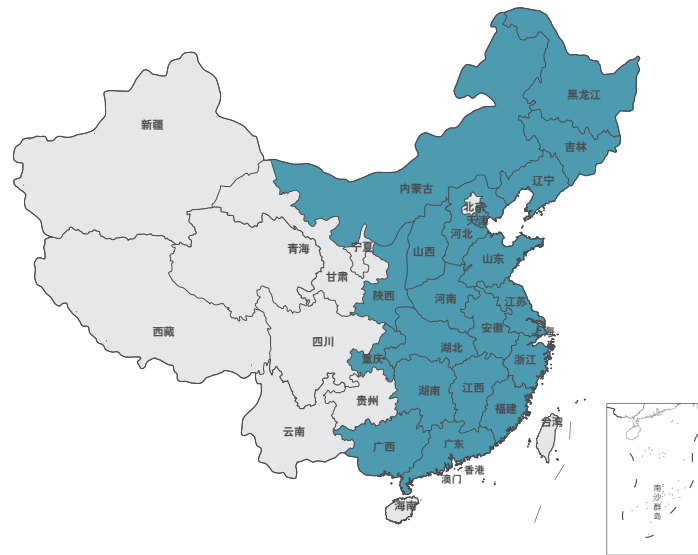 黑龙江
新疆
吉林
辽宁
内蒙古
北京
天津
河北
青海
宁夏
山西
山东
甘肃
陕西
河南
江苏
西藏
安徽
上海
四川
湖北
重庆
浙江
湖南
江西
贵州
福建
台湾
云南
广西
广东
香港
澳门
海南
南
沙
群
岛